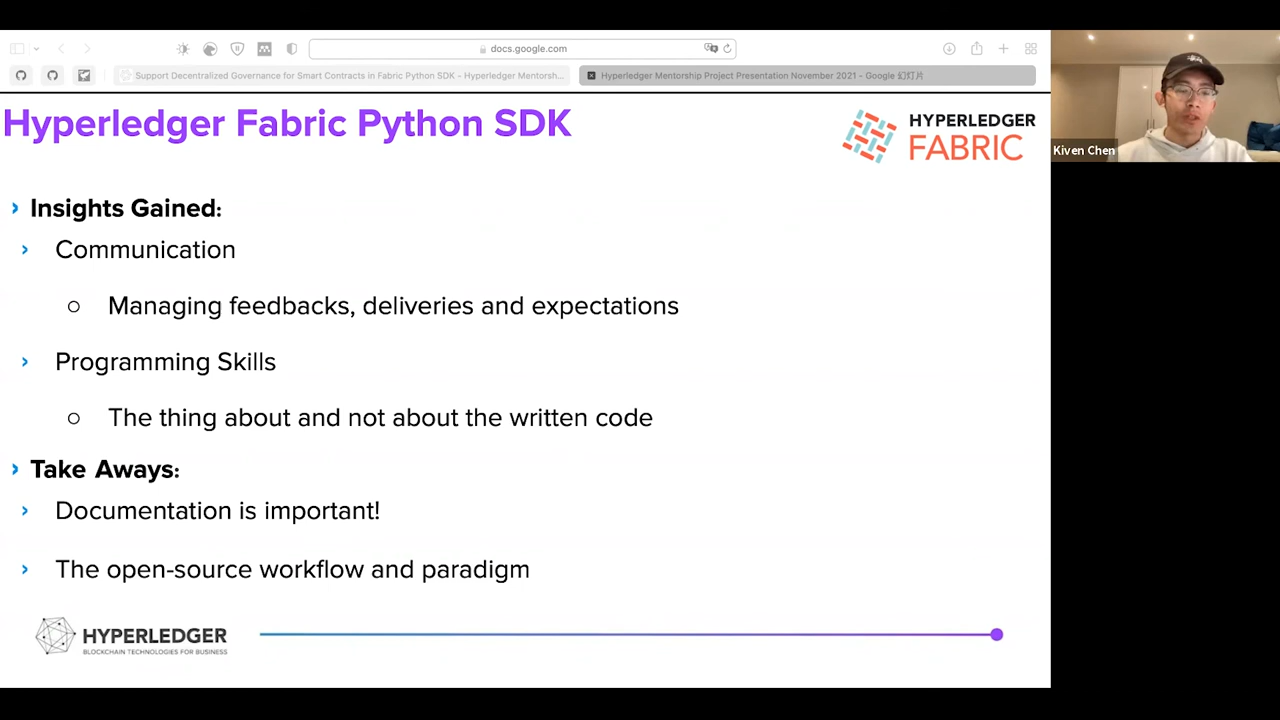 docs.google.com
Support Decentralized Governance for Smart Contracts in Fabric Python SDK - Hyperledger Mentorsh...
Hyperledger Mentorship Project Presentation November 2021 - Google 幻灯片
Hyperledger Fabric Python SDK
HYPERLEDGER
FABRIC
Kiven Chen
Insights Gained:
Communication
Managing feedbacks, deliveries and expectations
Programming Skills
The thing about and not about the written code
Take Aways:
Documentation is important!
The open-source workflow and paradigm
HYPERLEDGER
BLOCKCHAIN TECHNOLOGIES FOR BUSINESS